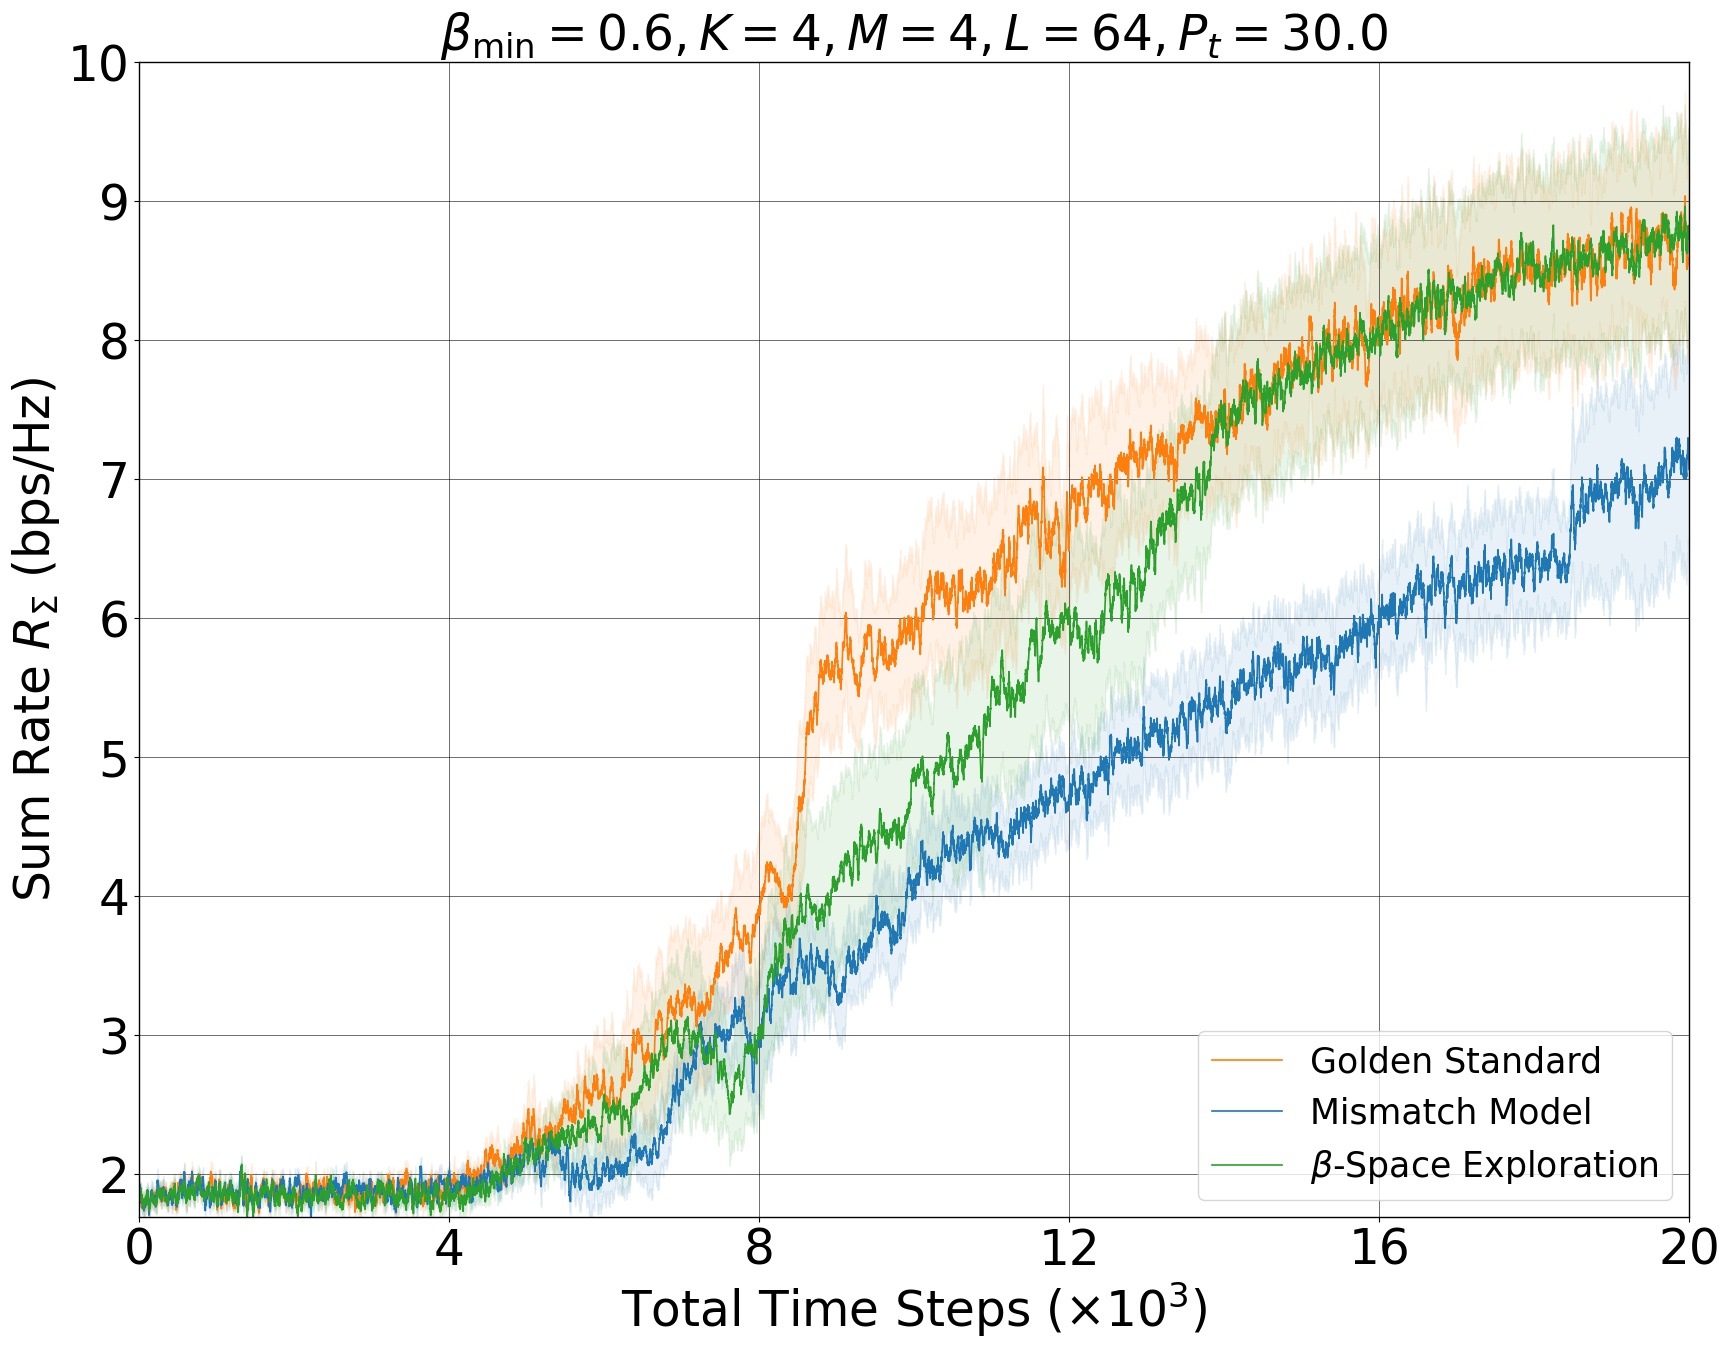 β_min = 0.6, K = 4, M = 4, L = 64, P_t = 30.0
Sum Rate R_Σ (bps/Hz)
10
9
8
7
6
5
4
3
2
Golden Standard
Mismatch Model
β-Space Exploration
0 4 8 12 16 20
Total Time Steps (×10³)